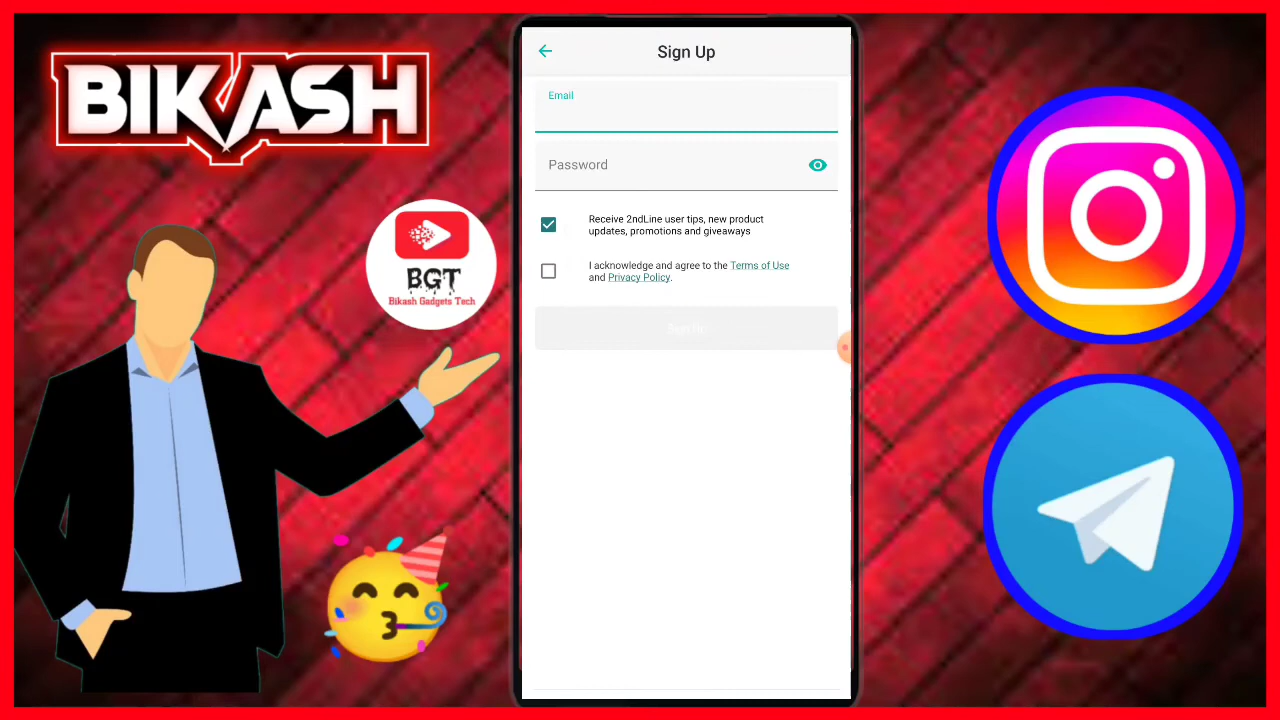 BIKASH
BGT
Bikash Gadgets Tech
Sign Up
Email
Password
Receive 2ndLine user tips, new product
updates, promotions and giveaways
I acknowledge and agree to the Terms of Use
and Privacy Policy.